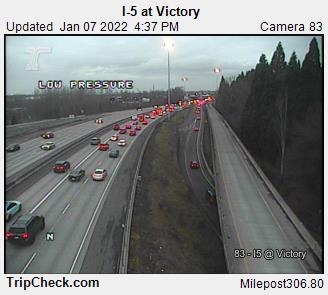 I-5 at Victory
Updated Jan 07 2022 4:37 PM Camera 83
LOW PRESSURE
N
83 - I5 @ Victory
TripCheck.com Milepost306.80